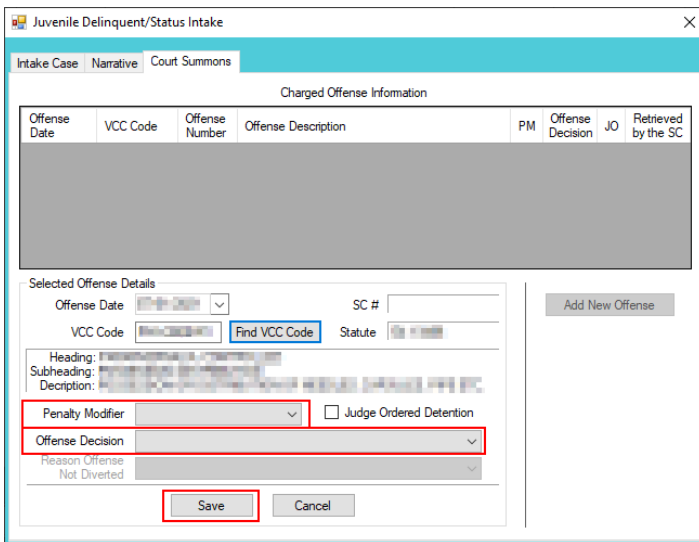 Juvenile Delinquent/Status Intake
Intake Case Narrative Court Summons
Charged Offense Information
Offense Date VCC Code Offense Number Offense Description PM Offense Decision JO Retrieved by the SC
Selected Offense Details
Offense Date SC # Add New Offense
VCC Code Find VCC Code Statute
Heading:
Subheading:
Decription:
Penalty Modifier Judge Ordered Detention
Offense Decision
Reason Offense
Not Diverted
Save Cancel